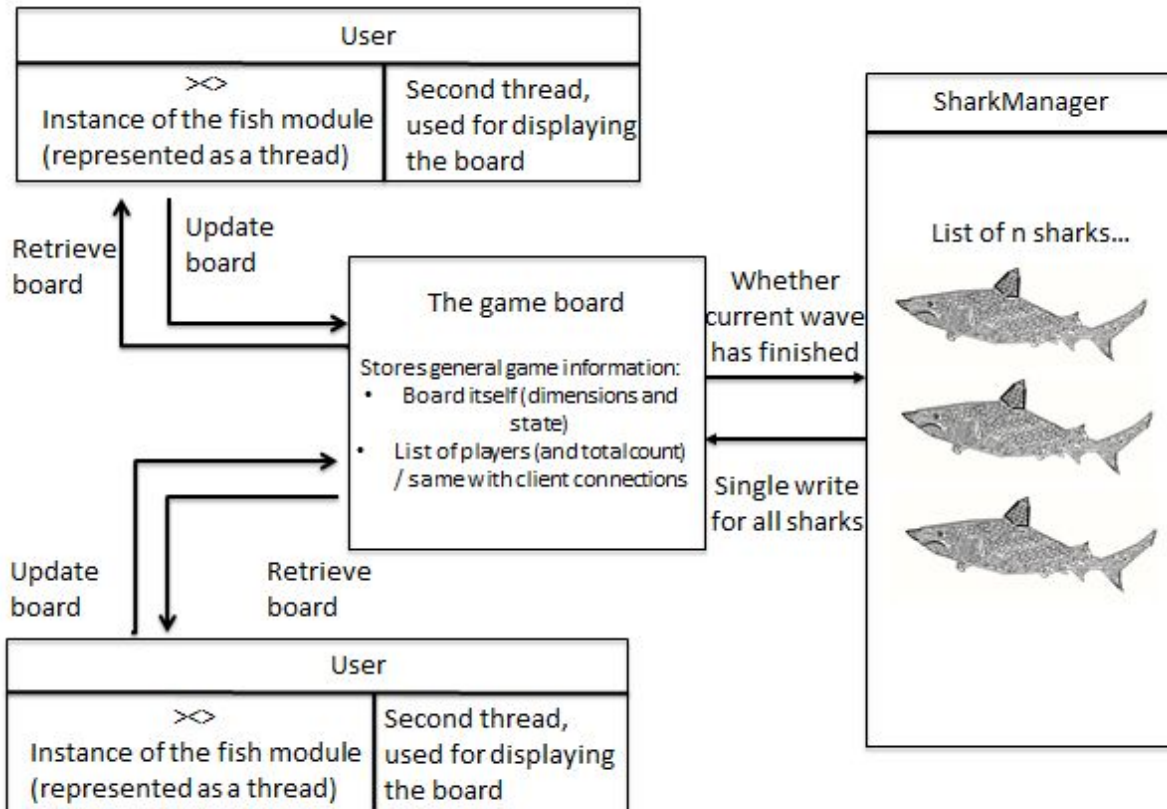 User
><>
Instance of the fish module
(represented as a thread)
Second thread,
used for displaying
the board
SharkManager
List of n sharks...
Retrieve
board
Update
board
The game board
Stores general game information:
• Board itself (dimensions and
state)
• List of players (and total count)
/ same with client connections
Whether
current wave
has finished
Single write
for all sharks
Update
board
Retrieve
board
User
><>
Instance of the fish module
(represented as a thread)
Second thread,
used for displaying
the board